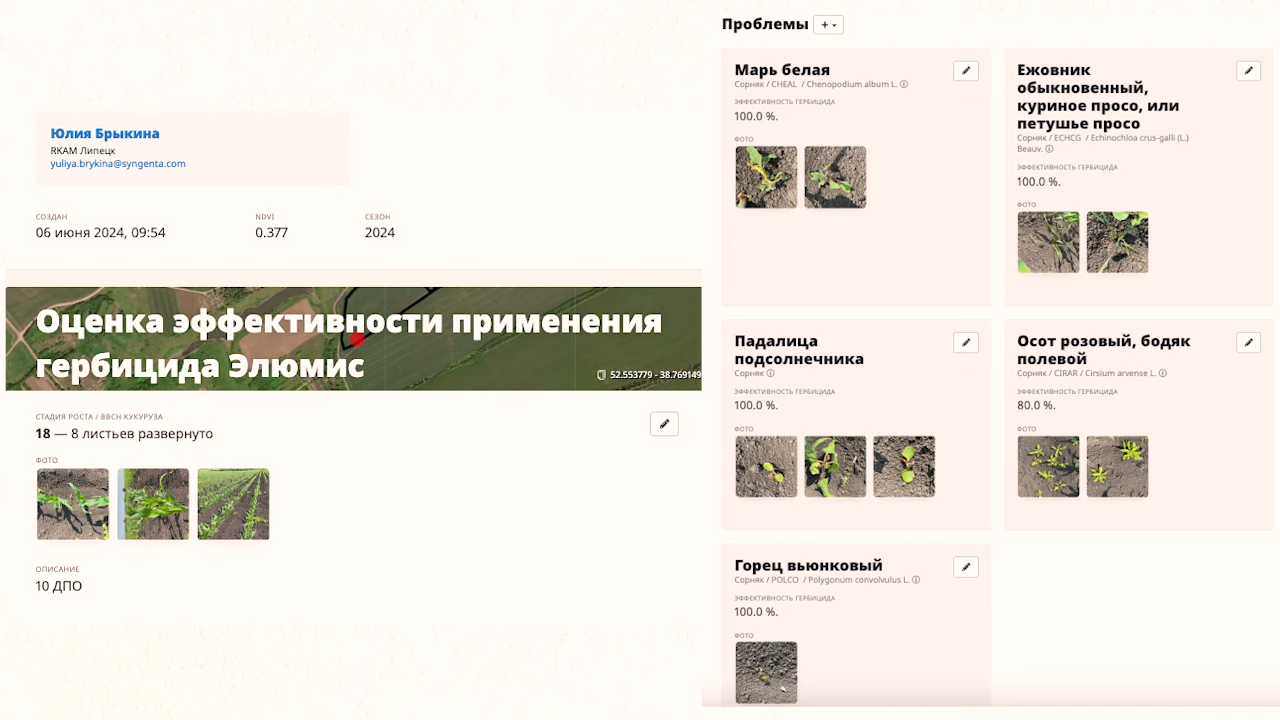 Юлия Брыкина
RKAM Липецк
yuliya.brykina@syngenta.com
СОЗДАН
06 июня 2024, 09:54
NDVI
0.377
СЕЗОН
2024
Оценка эффективности применения
гербицида Элюмис
52.553779 - 38.769149
СТАДИЯ РОСТА / BBCH КУКУРУЗА
18 — 8 листьев развернуто
ФОТО
ОПИСАНИЕ
10 ДПО
Проблемы
Марь белая
Сорняк / CHEAL / Chenopodium album L.
ЭФФЕКТИВНОСТЬ ГЕРБИЦИДА
100.0 %.
ФОТО
Ежовник
обыкновенный,
куриное просо, или
петушье просо
Сорняк / ECHCG / Echinochloa crus-galli (L.)
Beauv.
ЭФФЕКТИВНОСТЬ ГЕРБИЦИДА
100.0 %.
ФОТО
Падалица
подсолнечника
Сорняк
ЭФФЕКТИВНОСТЬ ГЕРБИЦИДА
100.0 %.
ФОТО
Осот розовый, бодяк
полевой
Сорняк / CIRAR / Cirsium arvense L.
ЭФФЕКТИВНОСТЬ ГЕРБИЦИДА
80.0 %.
ФОТО
Горец вьюнковый
Сорняк / POLCO / Polygonum convolvulus L.
ЭФФЕКТИВНОСТЬ ГЕРБИЦИДА
100.0 %.
ФОТО